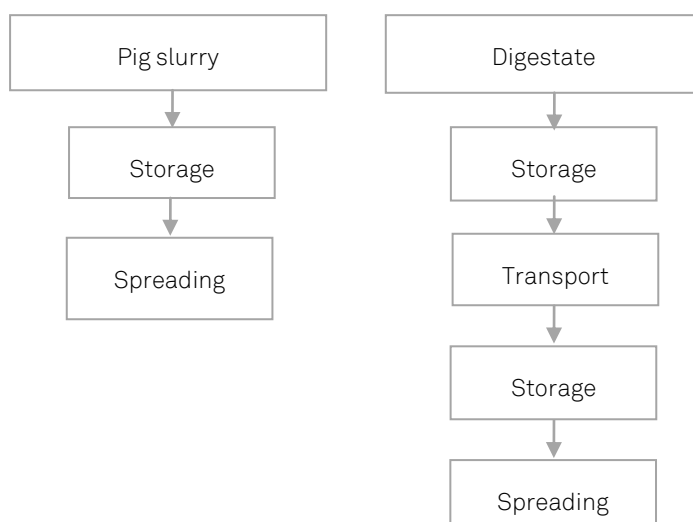 Pig slurry
Storage
Spreading
Digestate
Storage
Transport
Storage
Spreading